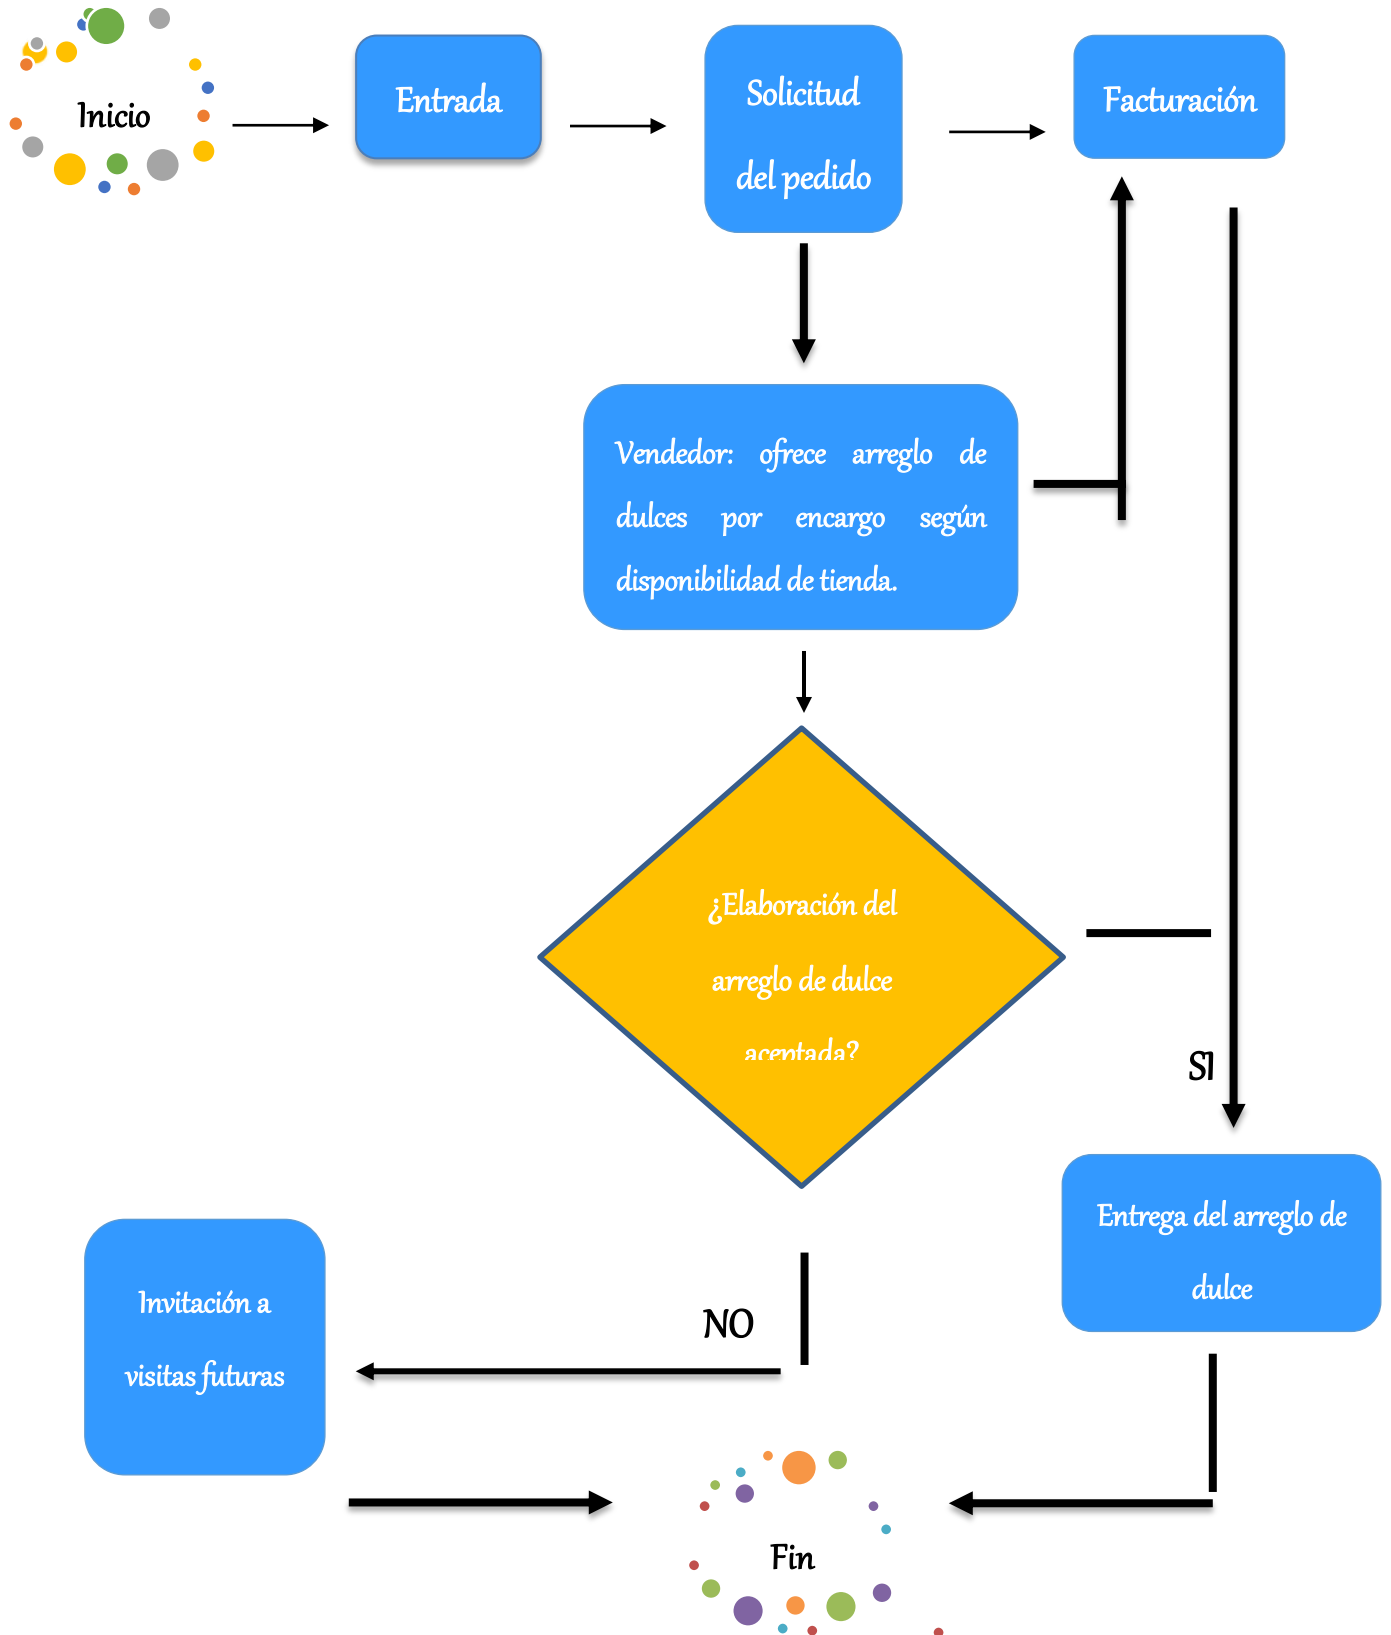 Inicio
Entrada
Solicitud
del pedido
Facturación
Vendedor: ofrece arreglo de
dulces por encargo según
disponibilidad de tienda.
¿Elaboración del
arreglo de dulce
aceptada?
SI
Entrega del arreglo de
dulce
Invitación a
visitas futuras
NO
Fin